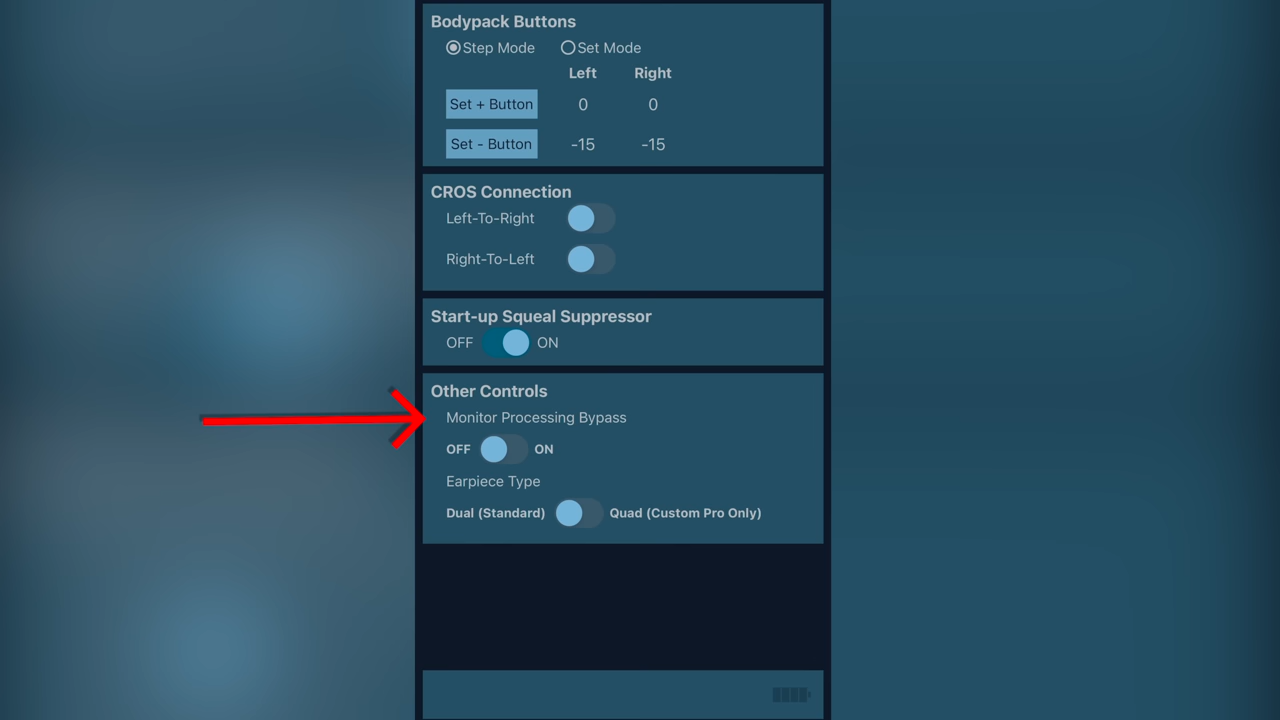 Bodypack Buttons
Step Mode Set Mode
Left Right
Set + Button 0 0
Set - Button -15 -15
CROS Connection
Left-To-Right
Right-To-Left
Start-up Squeal Suppressor
OFF ON
Other Controls
Monitor Processing Bypass
OFF ON
Earpiece Type
Dual (Standard) Quad (Custom Pro Only)